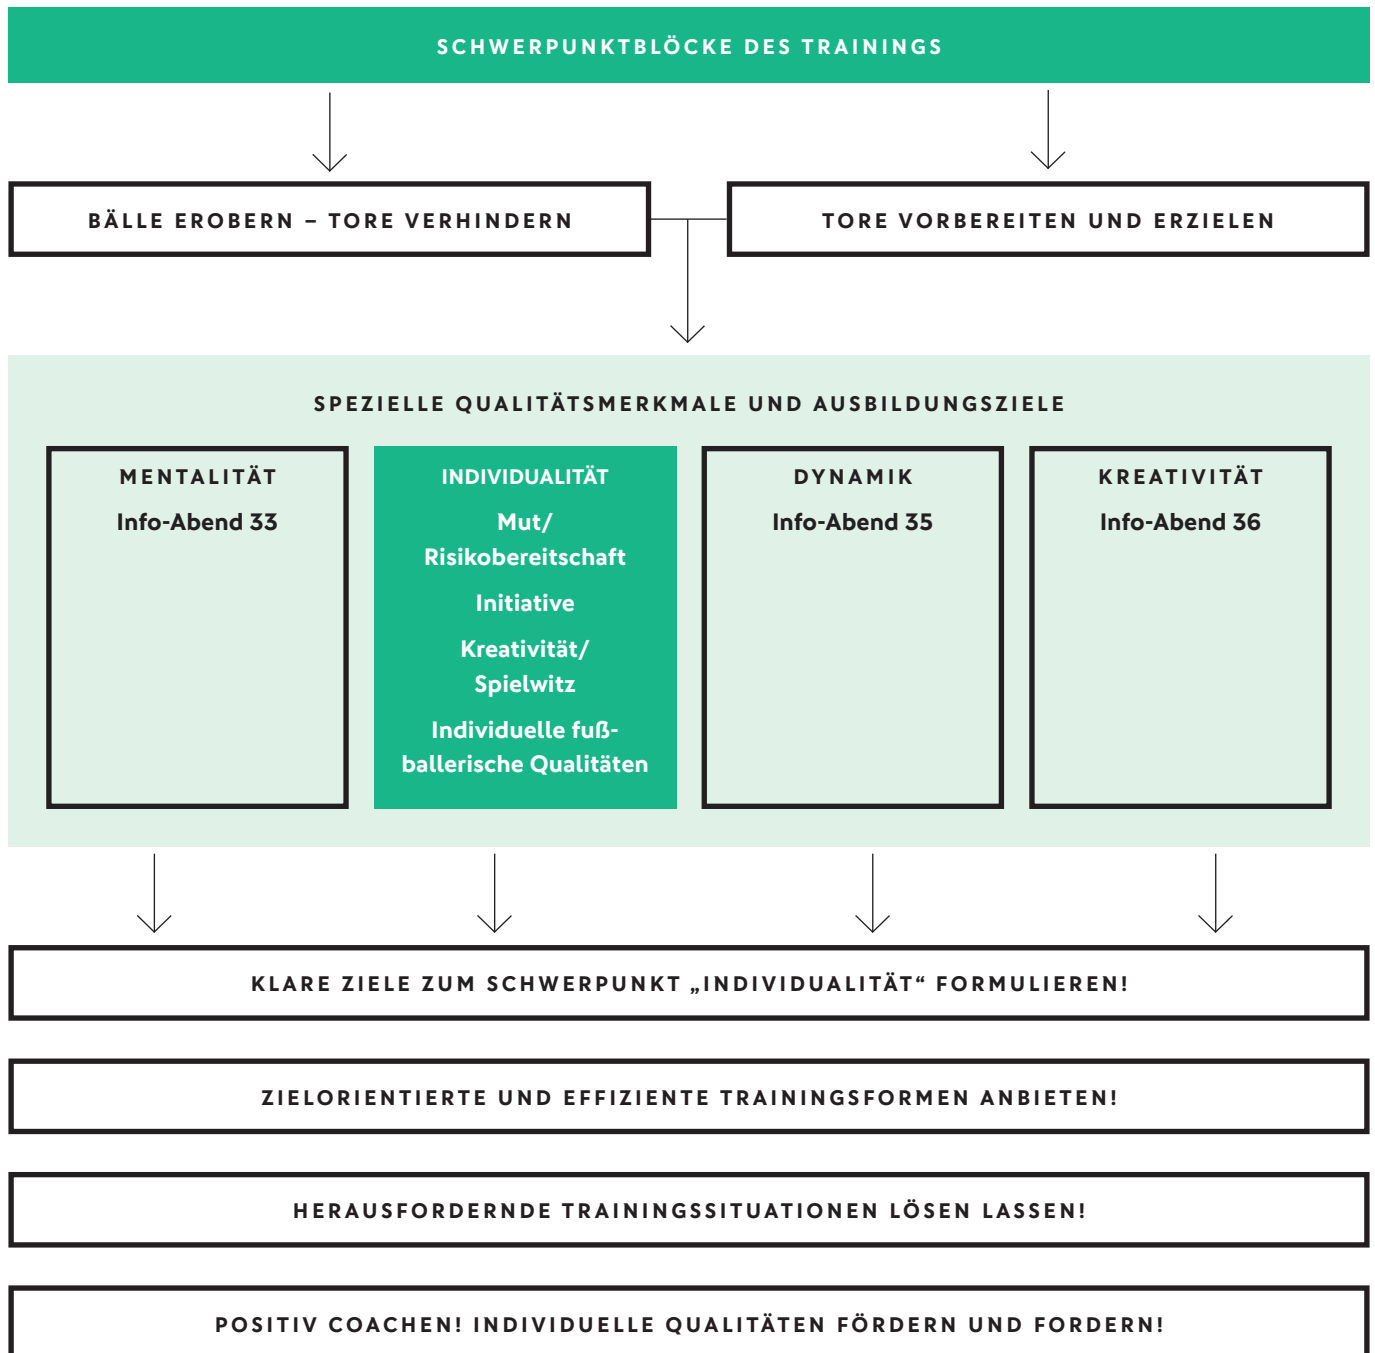 SCHWERPUNKTBLÖCKE DES TRAININGS
BÄLLE EROBERN – TORE VERHINDERN
TORE VORBEREITEN UND ERZIELEN
SPEZIELLE QUALITÄTSMERKMALE UND AUSBILDUNGSZIELE
MENTALITÄT
Info-Abend 33
INDIVIDUALITÄT
Mut/
Risikobereitschaft
Initiative
Kreativität/
Spielwitz
Individuelle fuß-
ballerische Qualitäten
DYNAMIK
Info-Abend 35
KREATIVITÄT
Info-Abend 36
KLARE ZIELE ZUM SCHWERPUNKT „INDIVIDUALITÄT“ FORMULIEREN!
ZIELORIENTIERTE UND EFFIZIENTE TRAININGSFORMEN ANBIETEN!
HERAUSFORDERNDE TRAININGSSITUATIONEN LÖSEN LASSEN!
POSITIV COACHEN! INDIVIDUELLE QUALITÄTEN FÖRDERN UND FORDERN!